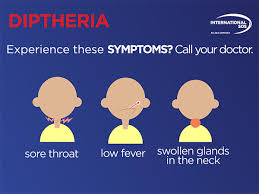 DIPTHERIA
INTERNATIONAL
SOS
Experience these SYMPTOMS? Call your doctor.
sore throat
low fever
swollen glands
in the neck